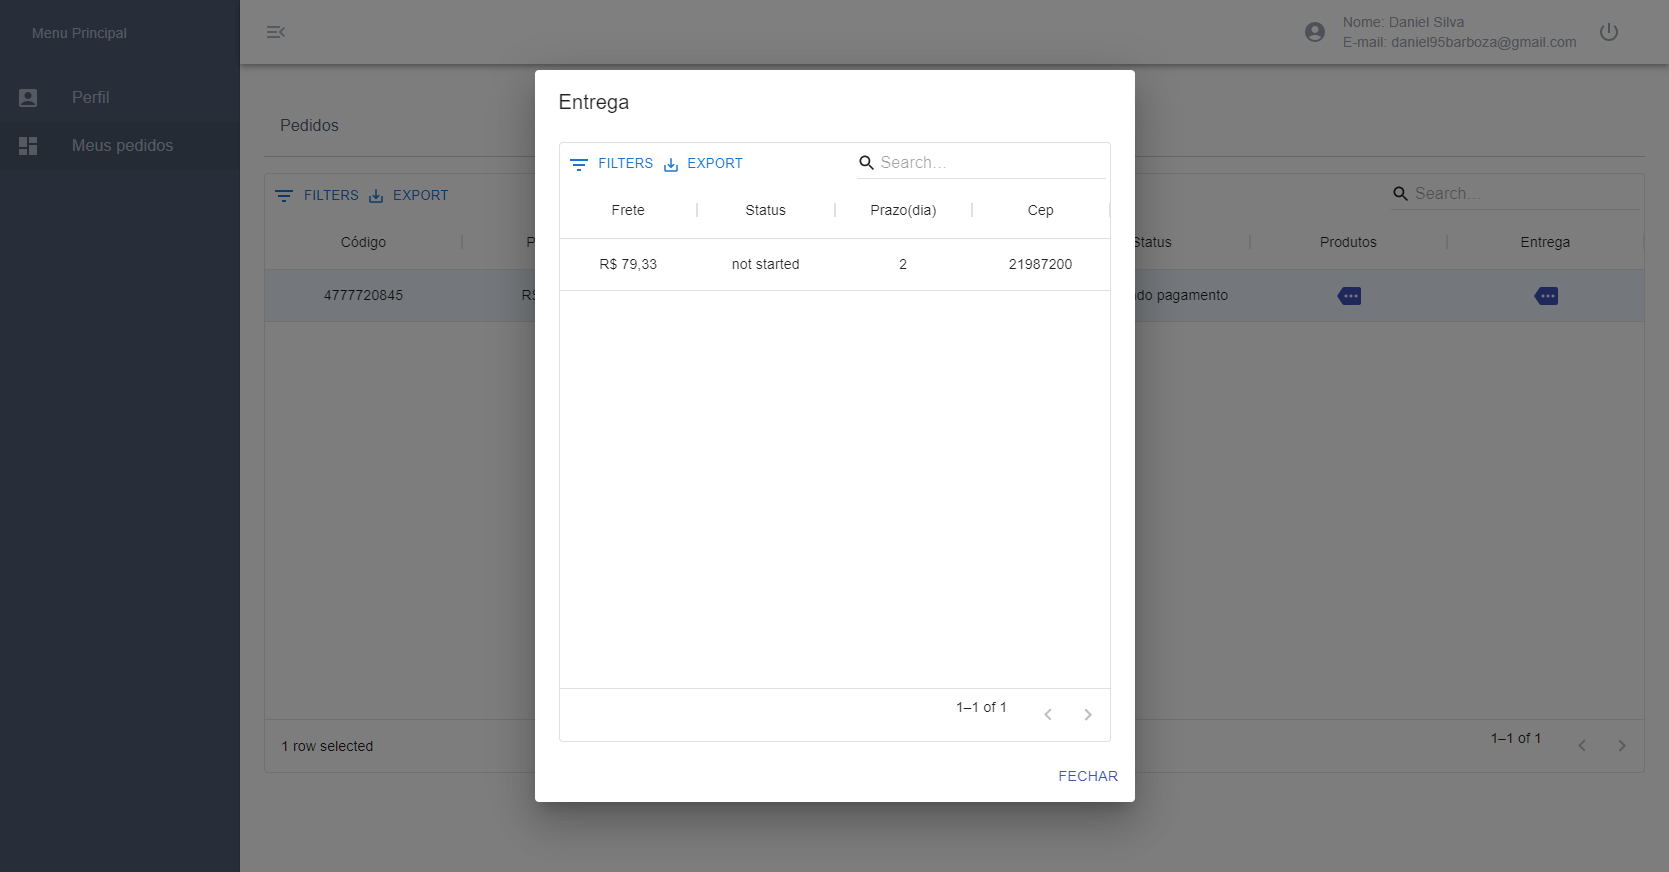 Menu Principal
Perfil
Meus pedidos
Nome: Daniel Silva
E-mail: daniel95barboza@gmail.com
Pedidos
FILTERS EXPORT
Search…
Código Status Produtos Entrega
4777720845 pagamento
1 row selected
1–1 of 1
Entrega
FILTERS EXPORT
Search…
Frete Status Prazo(dia) Cep
R$ 79,33 not started 2 21987200
1–1 of 1
FECHAR